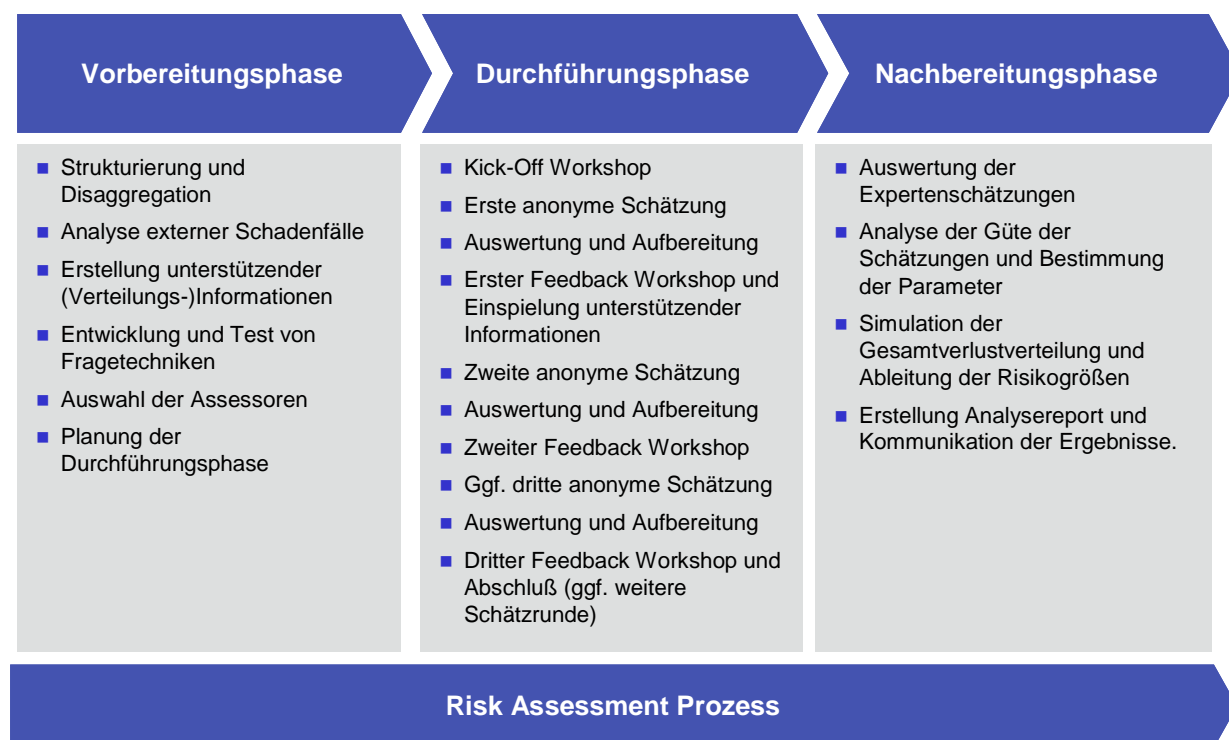 Vorbereitungsphase
Durchführungsphase
Nachbereitungsphase
Strukturierung und
Disaggregation
Analyse externer Schadenfälle
Erstellung unterstützender
(Verteilungs-)Informationen
Entwicklung und Test von
Fragetechniken
Auswahl der Assessoren
Planung der
Durchführungsphase
Kick-Off Workshop
Erste anonyme Schätzung
Auswertung und Aufbereitung
Erster Feedback Workshop und
Einspielung unterstützender
Informationen
Zweite anonyme Schätzung
Auswertung und Aufbereitung
Zweiter Feedback Workshop
Ggf. dritte anonyme Schätzung
Auswertung und Aufbereitung
Dritter Feedback Workshop und
Abschluß (ggf. weitere
Schätzrunde)
Auswertung der
Expertenschätzungen
Analyse der Güte der
Schätzungen und Bestimmung
der Parameter
Simulation der
Gesamtverlustverteilung und
Ableitung der Risikogrößen
Erstellung Analysereport und
Kommunikation der Ergebnisse.
Risk Assessment Prozess